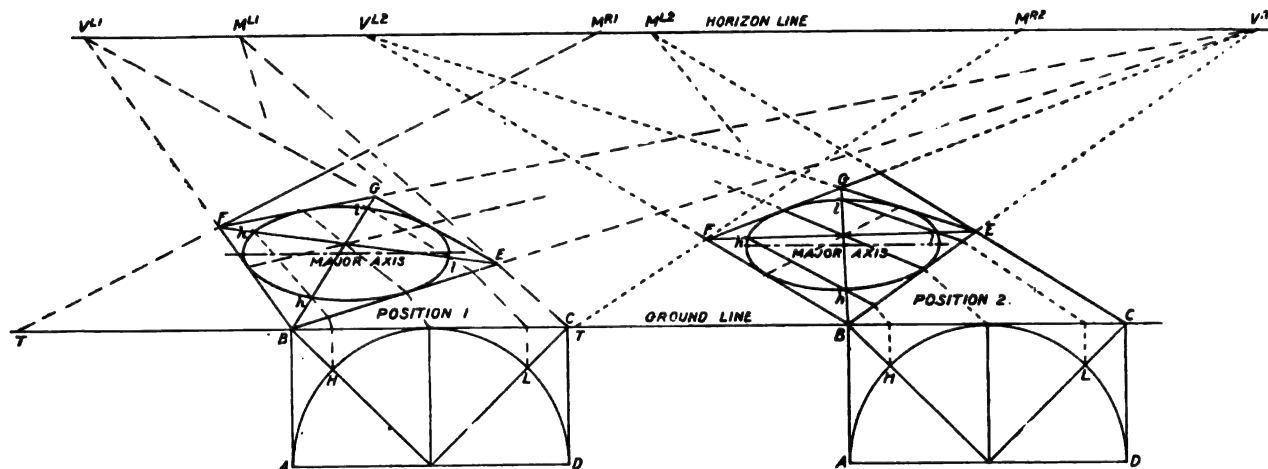 V^L1 M^L1 V^L2 M^R1 M^L2 HORIZON LINE M^R2
G G
F l F l E
h h l
MAJOR AXIS MAJOR AXIS
l E
h h
POSITION 1 POSITION 2.
T B C T GROUND LINE B C
H L H L
A D A D